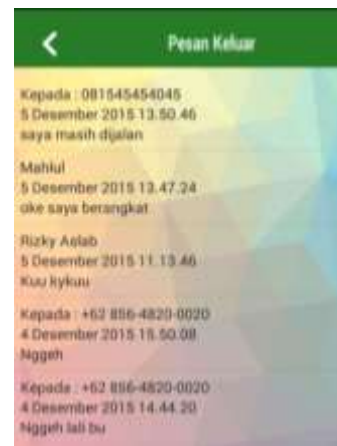 Pesan Keluar
Kepada : 081545454045
5 Desember 2015 13.50.46
saya masih dijalan
Mahlul
5 Desember 2015 13.47.24
oke saya berangkat
Rizky Aslab
5 Desember 2015 11.13.46
Kuu kykuu
Kepada : +62 856-4820-0020
4 Desember 2015 15.50.08
Nggeh
Kepada : +62 856-4820-0020
4 Desember 2015 14.44.20
Nggeh lali bu